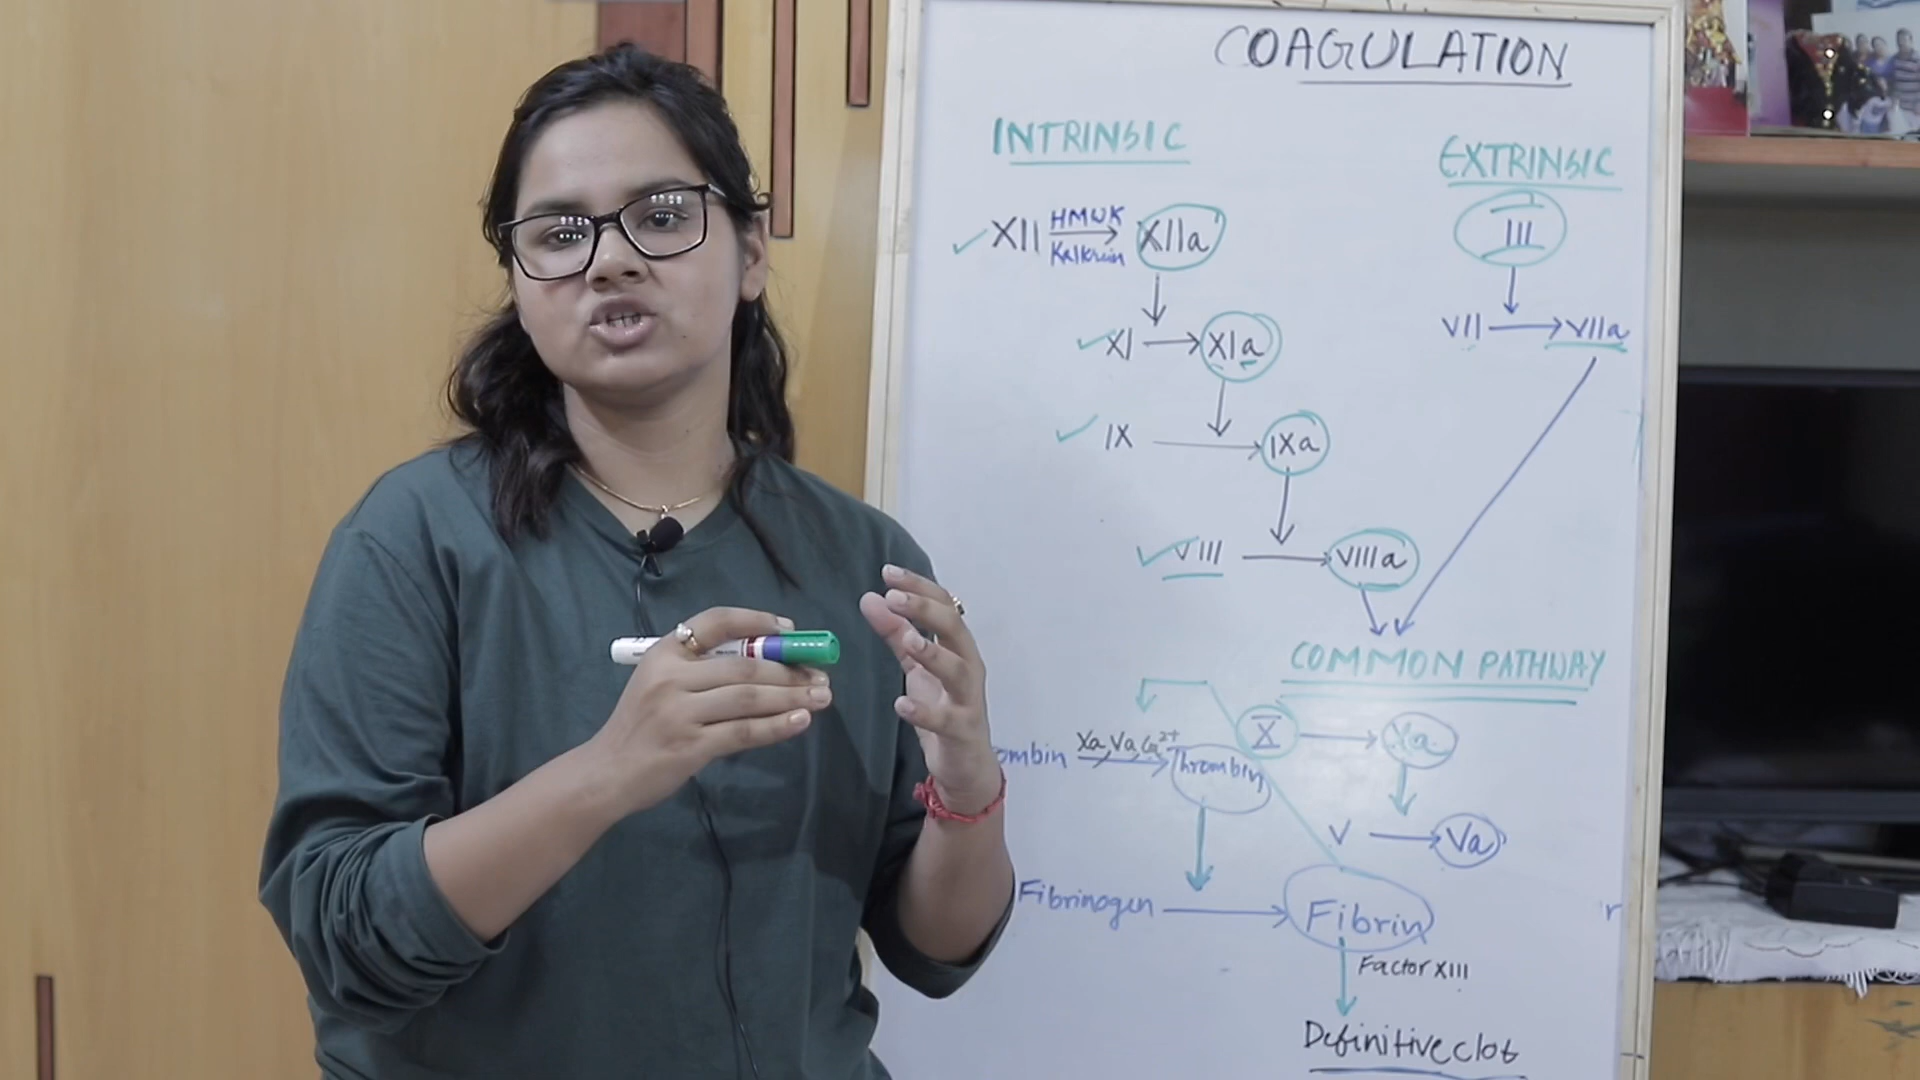 COAGULATION
INTRINSIC
EXTRINSIC
XII HMWK XIIa
III
XI XIa
VII VIIa
IX IXa
VIII VIIIa
COMMON PATHWAY
X Xa
ombin Xa, Va, Ca2+ Thrombin
V Va
Fibrinogen Fibrin
Factor XIII
Definitive clot